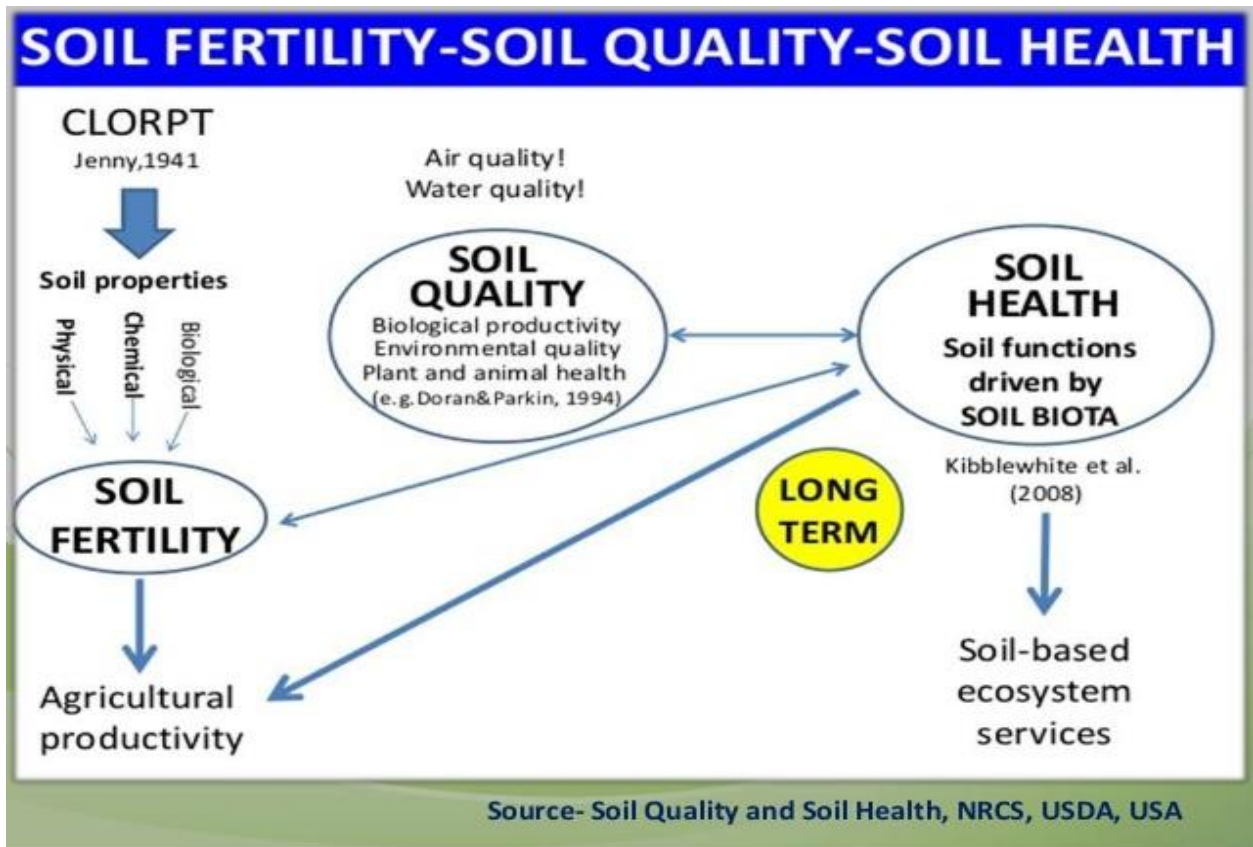 SOIL FERTILITY-SOIL QUALITY-SOIL HEALTH
CLORPT
Jenny,1941
Soil properties
Physical
Chemical
Biological
SOIL
FERTILITY
Agricultural
productivity
Air quality!
Water quality!
SOIL
QUALITY
Biological productivity
Environmental quality
Plant and animal health
(e.g.Doran&Parkin, 1994)
LONG
TERM
SOIL
HEALTH
Soil functions
driven by
SOIL BIOTA
Kibblewhite et al.
(2008)
Soil-based
ecosystem
services
Source- Soil Quality and Soil Health, NRCS, USDA, USA